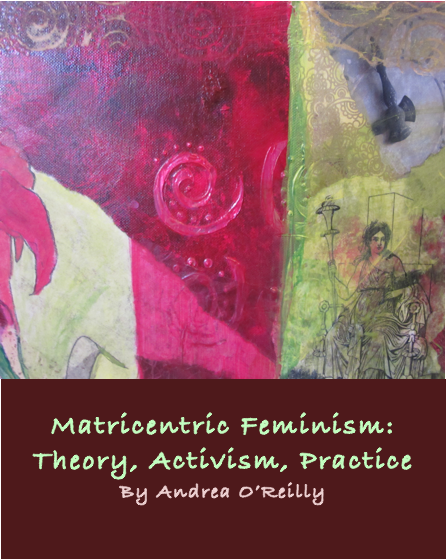 Matricentric Feminism:
Theory, Activism, Practice
By Andrea O'Reilly